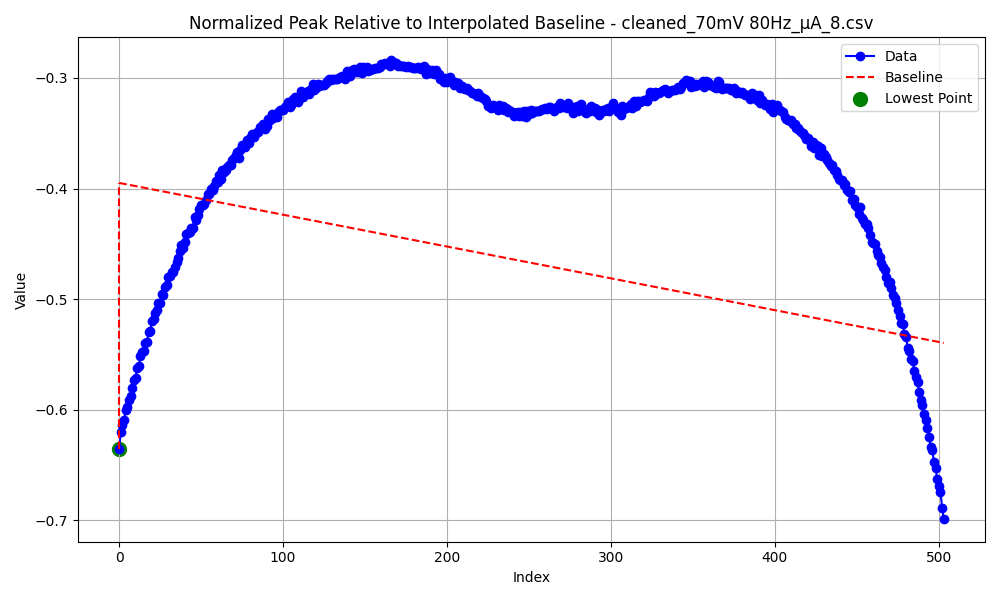 Normalized Peak Relative to Interpolated Baseline - cleaned_70mV 80Hz_μA_8.csv
Data
Baseline
Lowest Point
Value
−0.3
−0.4
−0.5
−0.6
−0.7
0 100 200 300 400 500
Index